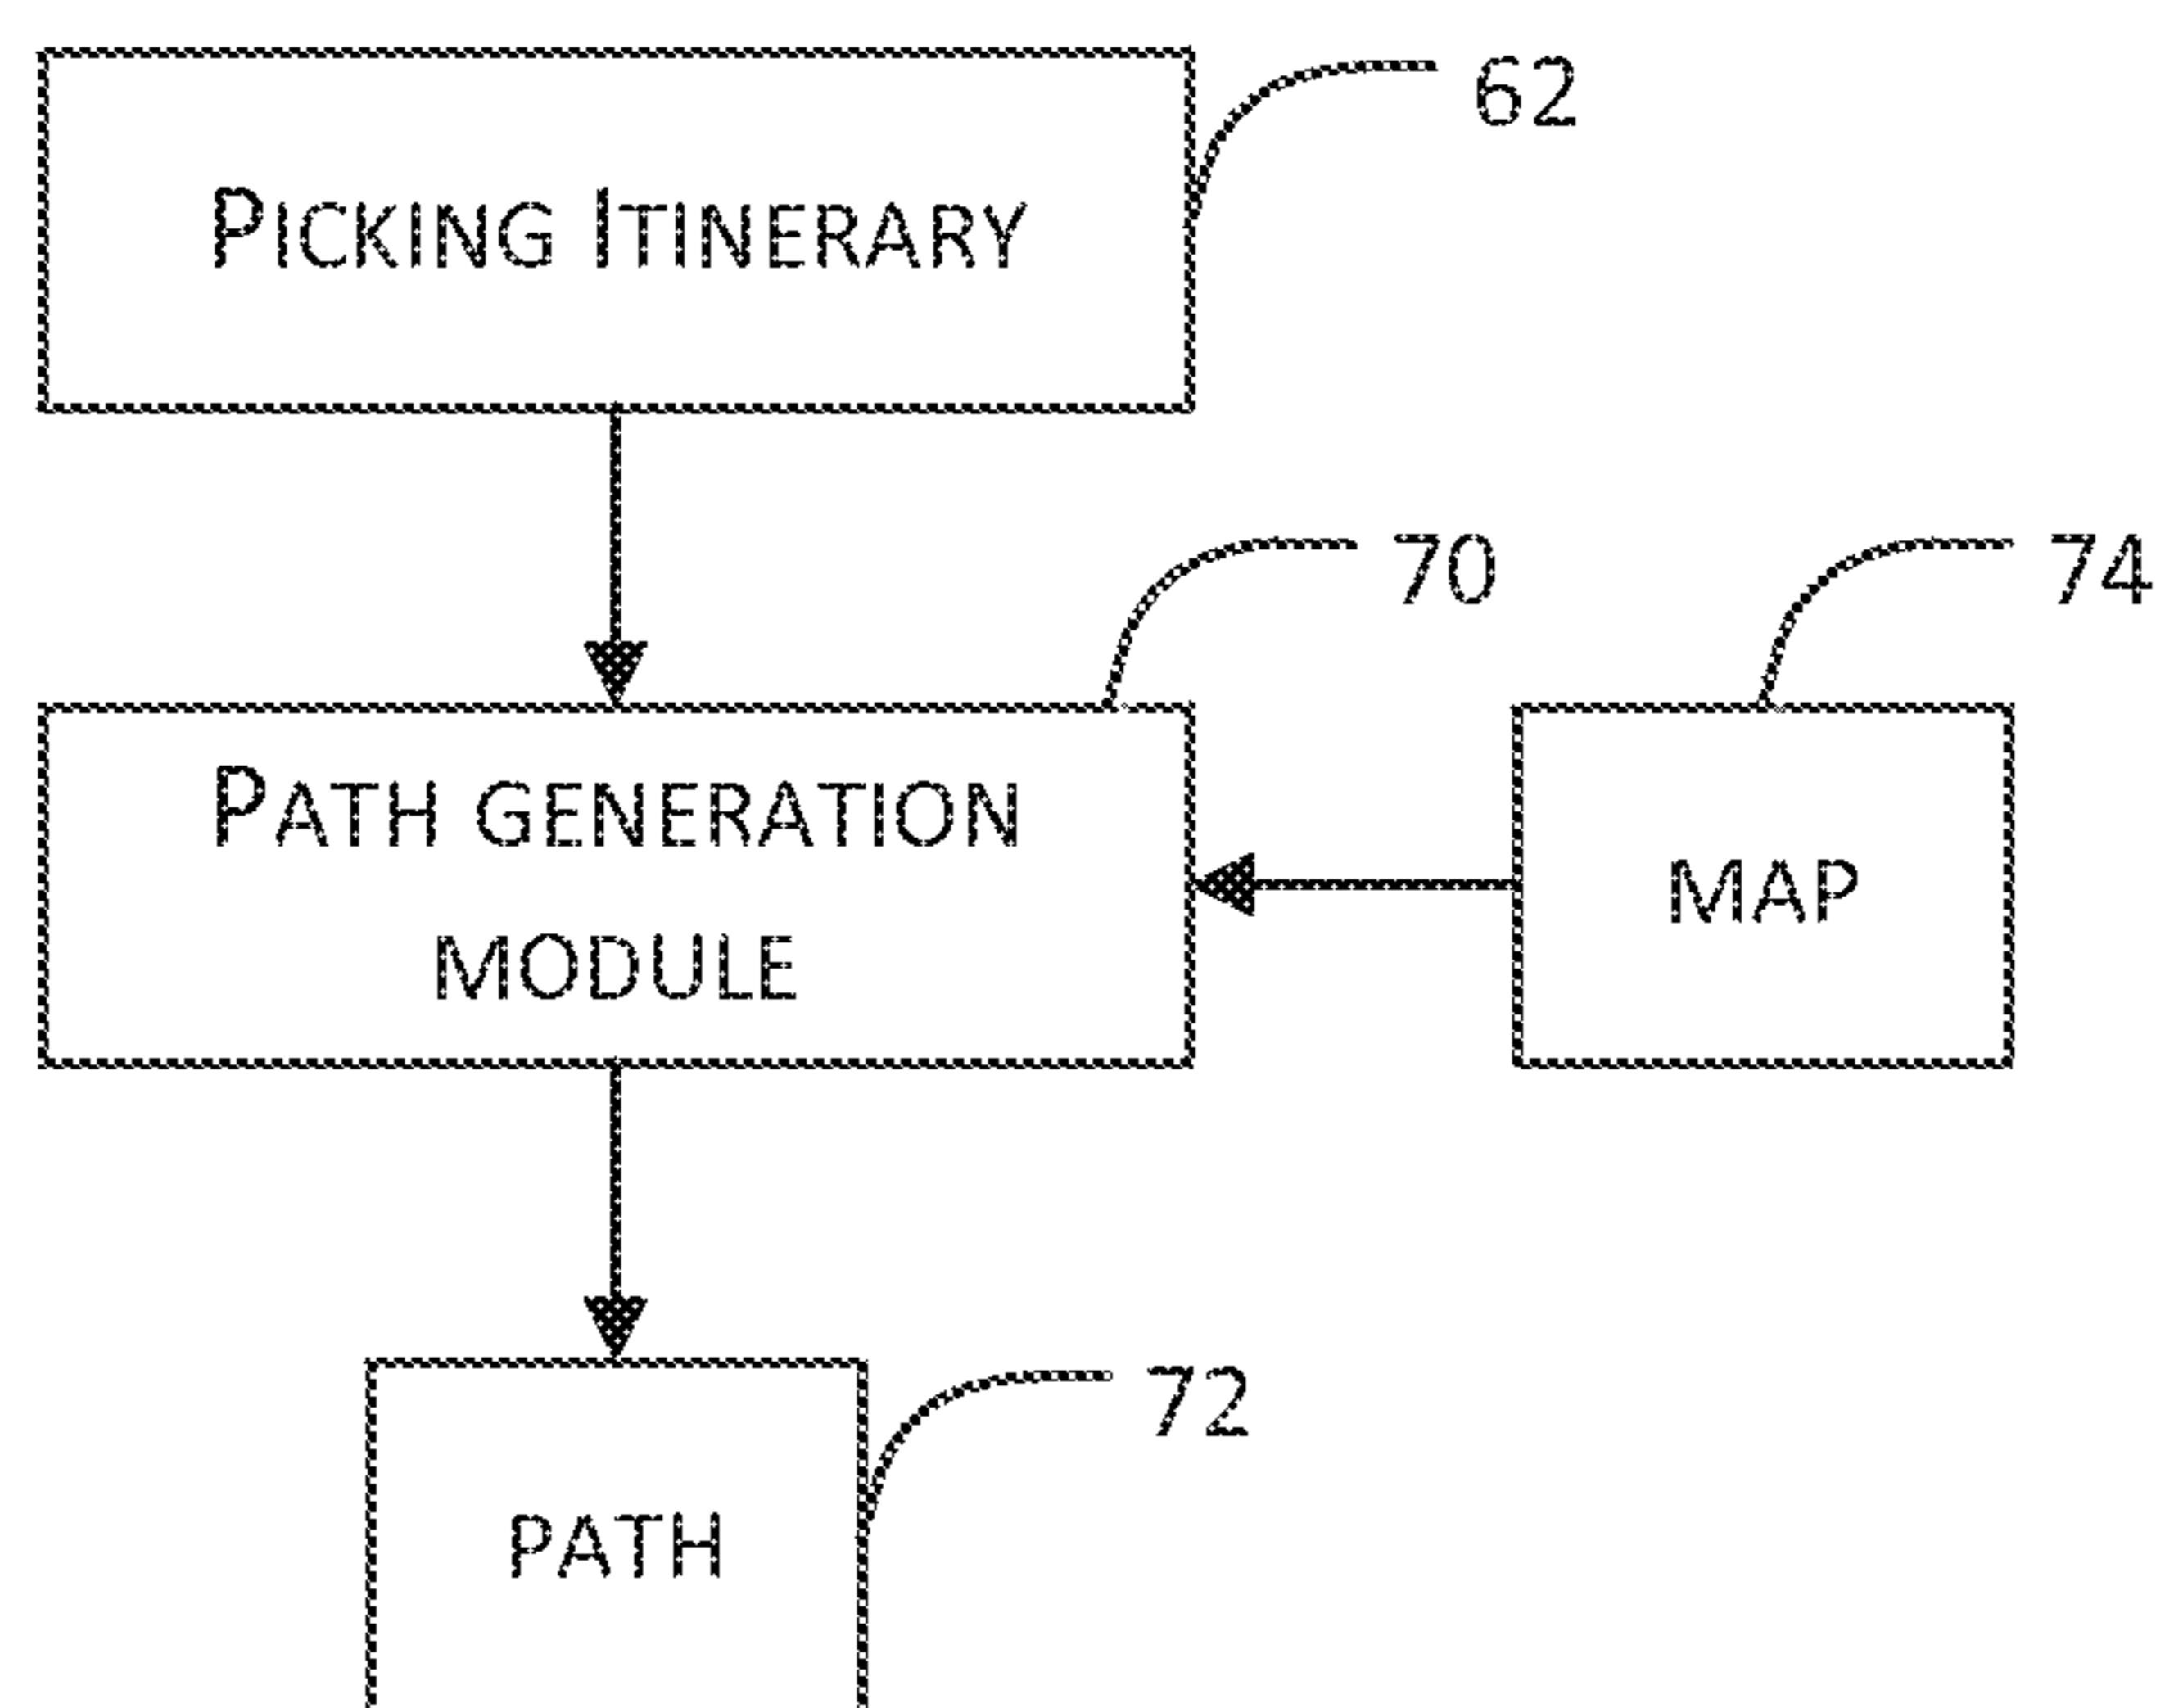 PICKING ITINERARY
62
70
74
PATH GENERATION
MODULE
MAP
72
PATH